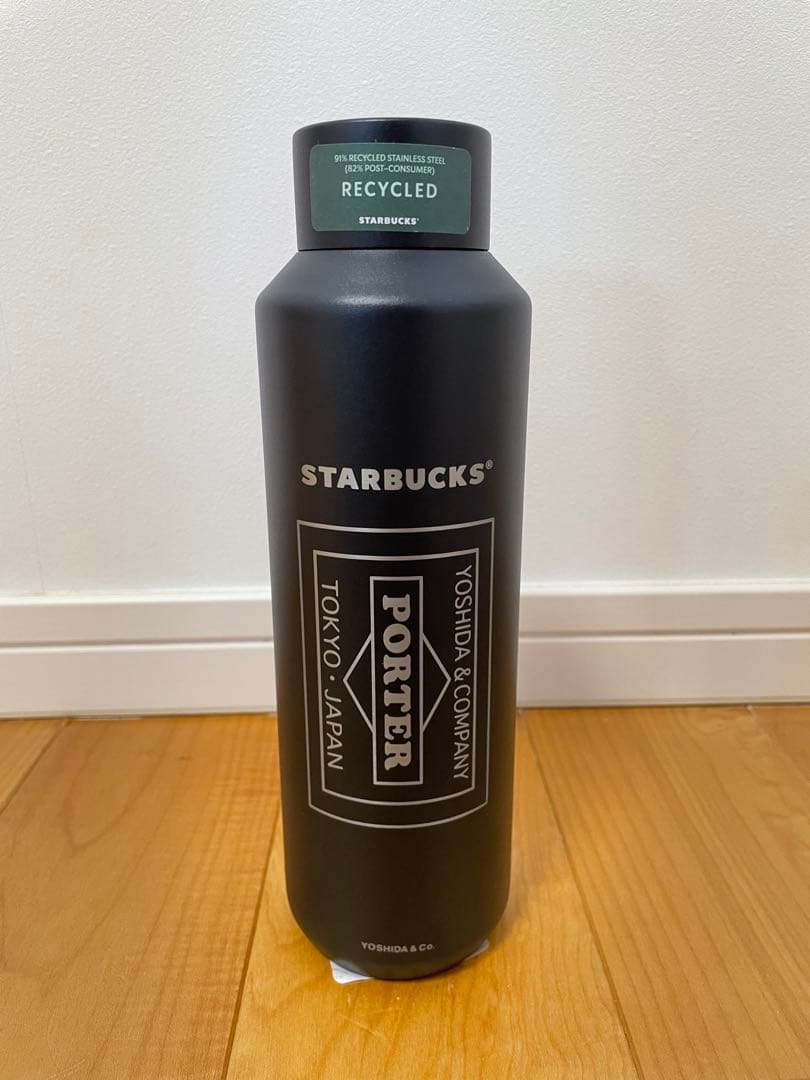 91% RECYCLED STAINLESS STEEL
(82% POST-CONSUMER)
RECYCLED
STARBUCKS®
STARBUCKS®
YOSHIDA & COMPANY
PORTER
TOKYO・JAPAN
YOSHIDA & Co.